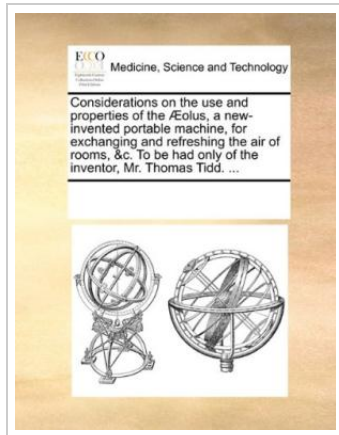 ECCO
Medicine, Science and Technology
Considerations on the use and
properties of the Æolus, a new-
invented portable machine, for
exchanging and refreshing the air of
rooms, &c. To be had only of the
inventor, Mr. Thomas Tidd. ...